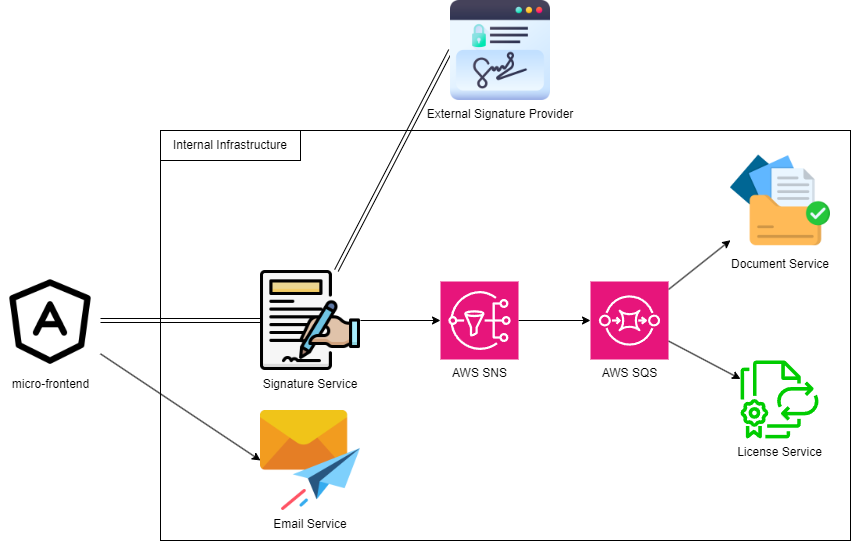 External Signature Provider
Internal Infrastructure
Document Service
micro-frontend
Signature Service
AWS SNS
AWS SQS
License Service
Email Service